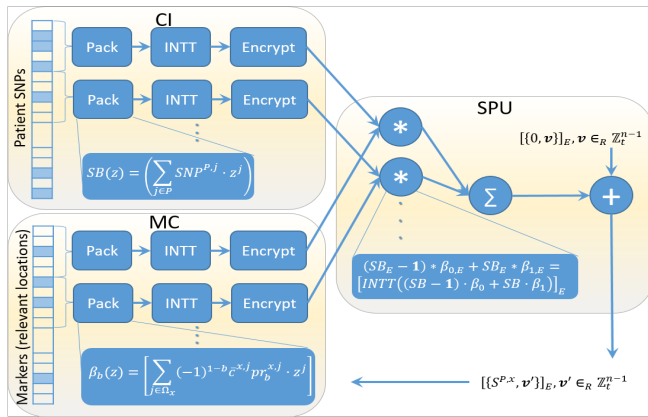 CI
Patient SNPs
Pack INTT Encrypt
Pack INTT Encrypt
SB(z) = (∑_{j∈P} SNP^{P,j} · z^j)
MC
Markers (relevant locations)
Pack INTT Encrypt
Pack INTT Encrypt
β_b(z) = [∑_{j∈Ω_x} (-1)^{1-b} c̄^{x,j} pr_b^{x,j} · z^j]
SPU
*
*
∑
+
[{0, v}]_E, v ∈_R ℤ_t^{n-1}
(SB_E − 1) * β_{0,E} + SB_E * β_{1,E} =
[INTT((SB − 1) · β_0 + SB · β_1)]_E
[{S^{P,x}, v'}]_E, v' ∈_R ℤ_t^{n-1}